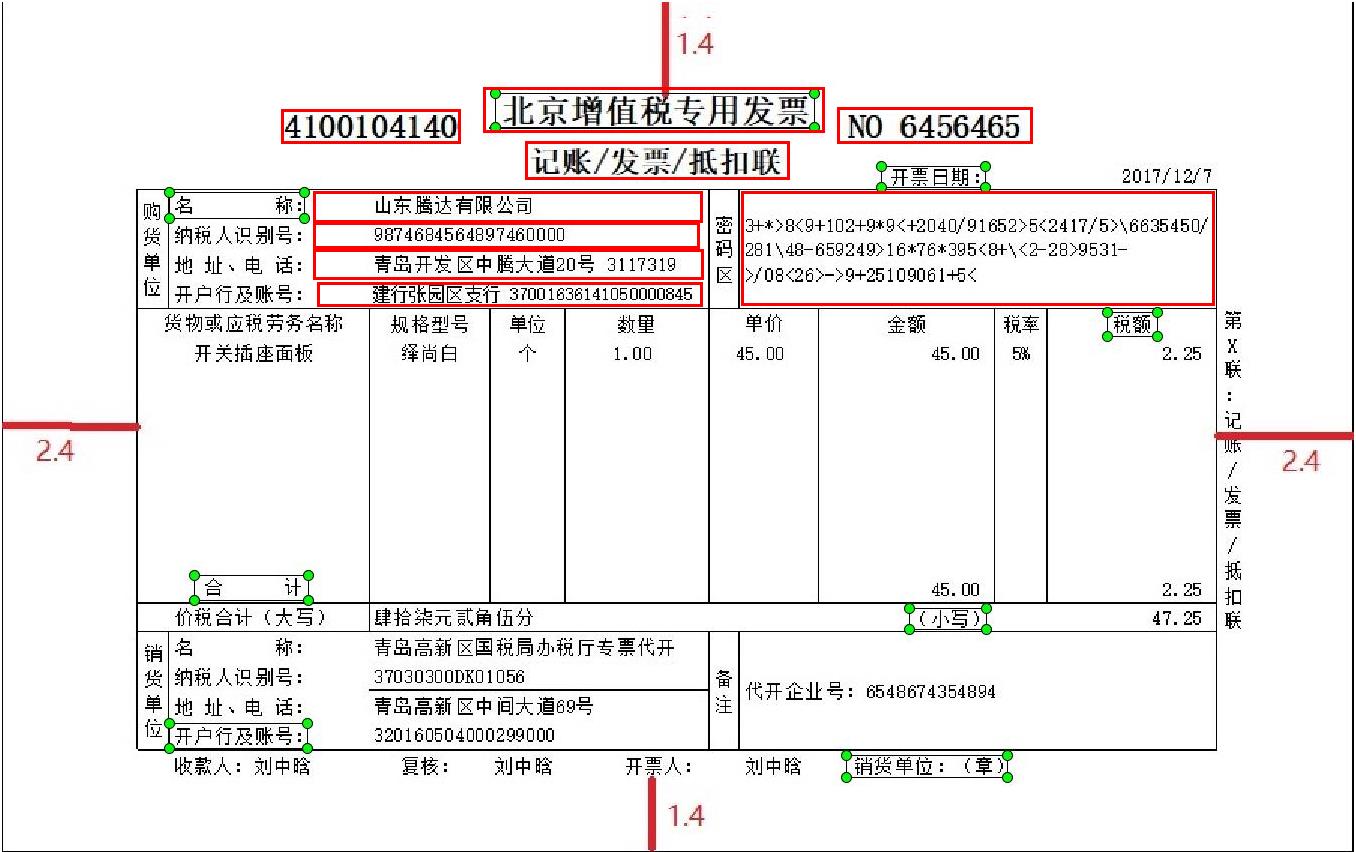 1.4
北京增值税专用发票
4100104140
NO 6456465
记账/发票/抵扣联
开票日期: 2017/12/7
购货单位
名 称: 山东腾达有限公司
纳税人识别号: 9874684564897460000
地 址、电 话: 青岛开发区中腾大道20号 3117319
开户行及账号: 建行张园区支行 37001636141050000845
密码区
3+*>8<9+102+9*9<+2040/91652>5<2417/5>\6635450/
281\48-659249>16*76*395<8+\<2-28>9531-
>/08<26>->9+25109061+5<
货物或应税劳务名称 规格型号 单位 数量 单价 金额 税率 税额
开关插座面板 绎尚白 个 1.00 45.00 45.00 5% 2.25
2.4
2.4
第X联:记账/发票/抵扣联
合 计 45.00 2.25
价税合计（大写） 肆拾柒元贰角伍分 （小写） 47.25
销货单位
名 称: 青岛高新区国税局办税厅专票代开
纳税人识别号: 37030300DK01056
地 址、电 话: 青岛高新区中间大道69号
开户行及账号: 320160504000299000
备注
代开企业号: 6548674354894
收款人: 刘中晗 复核: 刘中晗 开票人: 刘中晗 销货单位:（章）
1.4